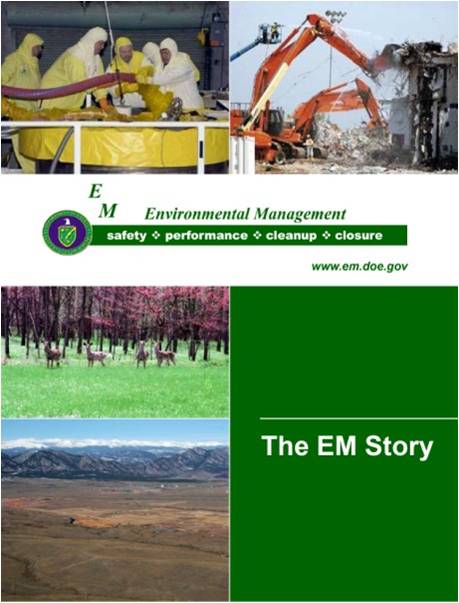 E
M
Environmental Management
safety ❖ performance ❖ cleanup ❖ closure
www.em.doe.gov
The EM Story